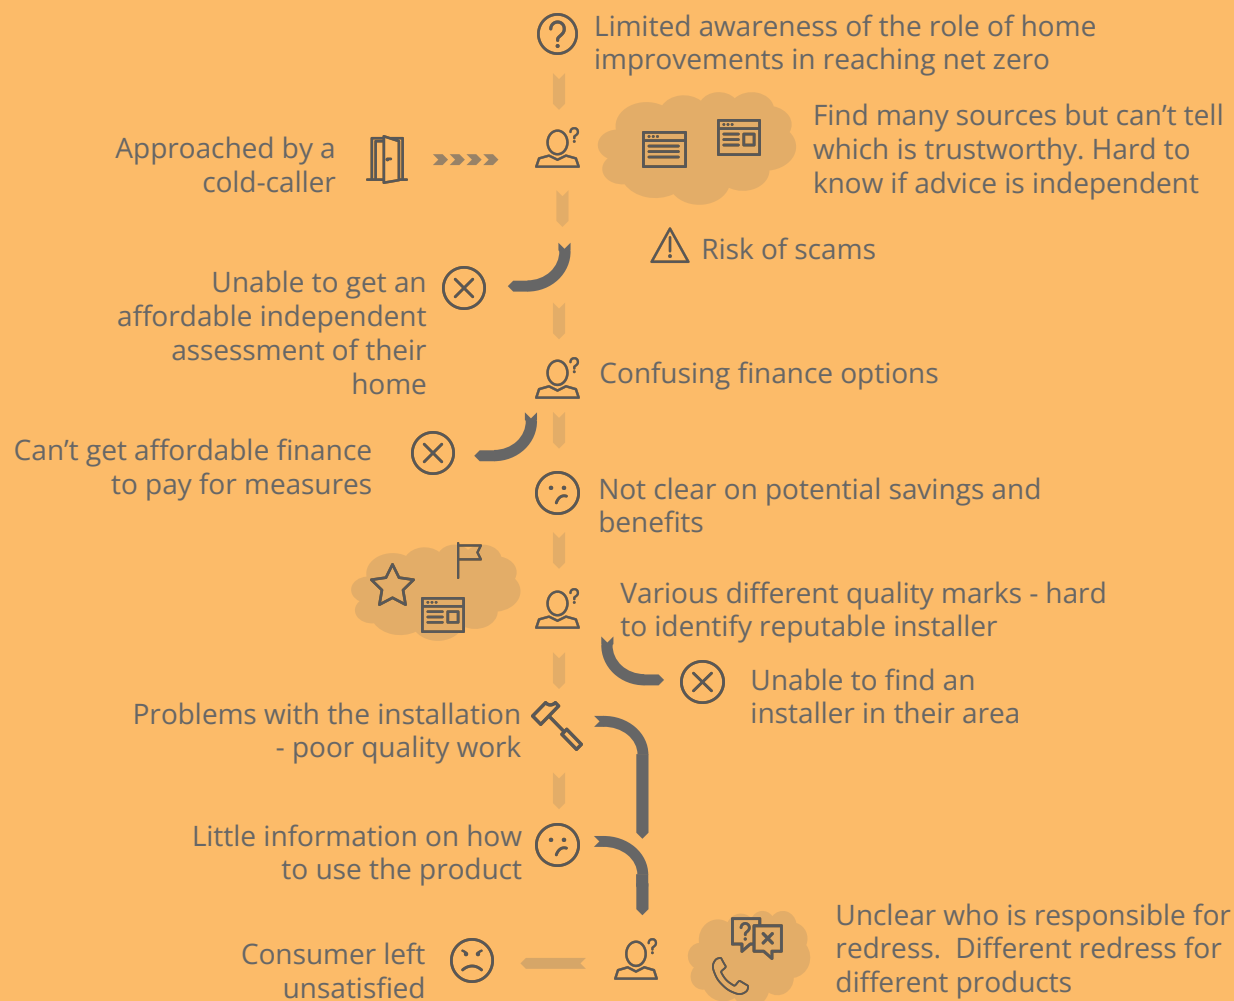 Limited awareness of the role of home
improvements in reaching net zero
Approached by a
cold-caller
Find many sources but can't tell
which is trustworthy. Hard to
know if advice is independent
Risk of scams
Unable to get an
affordable independent
assessment of their
home
Confusing finance options
Can't get affordable finance
to pay for measures
Not clear on potential savings and
benefits
Various different quality marks - hard
to identify reputable installer
Unable to find an
installer in their area
Problems with the installation
- poor quality work
Little information on how
to use the product
Unclear who is responsible for
redress.  Different redress for
different products
Consumer left
unsatisfied